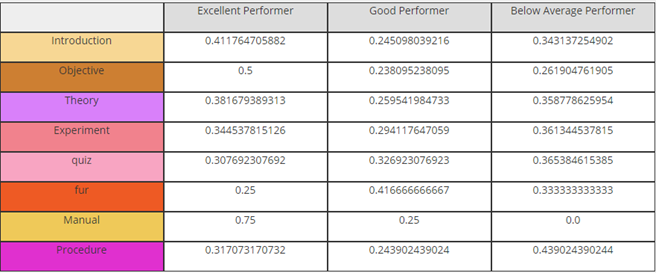 Excellent Performer Good Performer Below Average Performer
Introduction 0.411764705882 0.245098039216 0.343137254902
Objective 0.5 0.238095238095 0.261904761905
Theory 0.381679389313 0.259541984733 0.358778625954
Experiment 0.344537815126 0.294117647059 0.361344537815
quiz 0.307692307692 0.326923076923 0.365384615385
fur 0.25 0.416666666667 0.333333333333
Manual 0.75 0.25 0.0
Procedure 0.317073170732 0.243902439024 0.439024390244